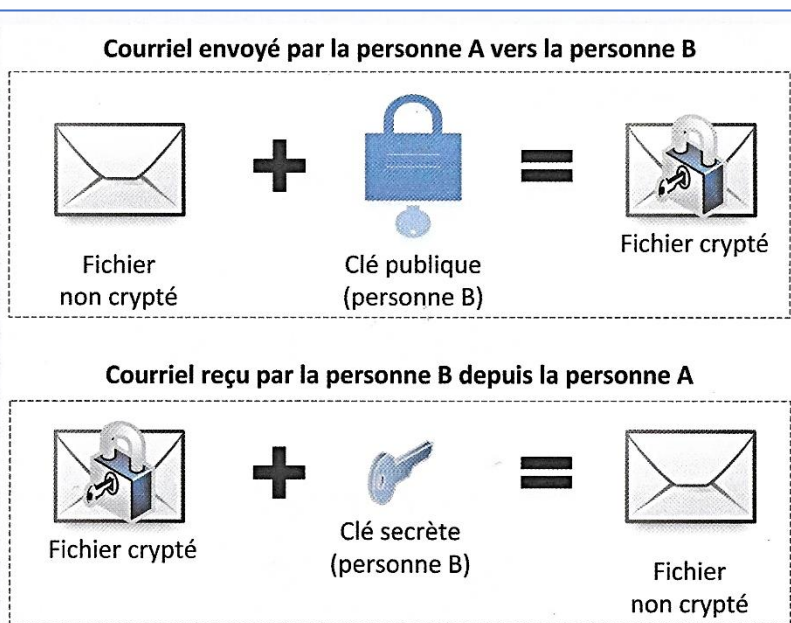 Courriel envoyé par la personne A vers la personne B
Fichier
non crypté
Clé publique
(personne B)
Fichier crypté
Courriel reçu par la personne B depuis la personne A
Fichier crypté
Clé secrète
(personne B)
Fichier
non crypté